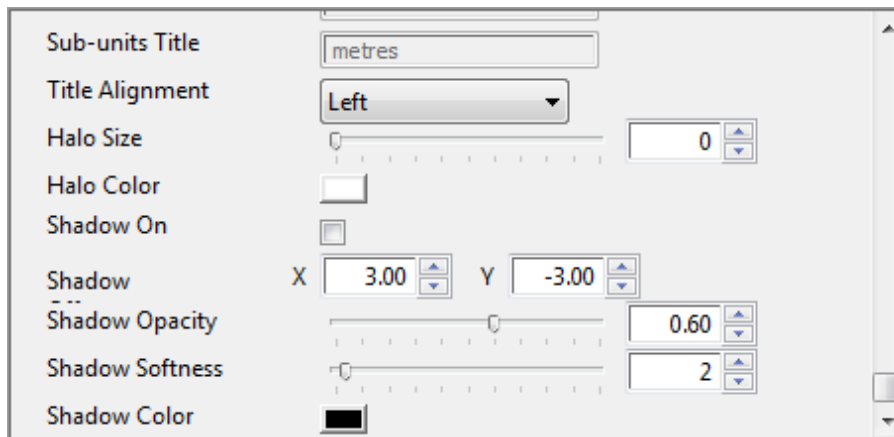 Sub-units Title metres
Title Alignment Left
Halo Size 0
Halo Color
Shadow On
Shadow X 3.00 Y -3.00
Shadow Opacity 0.60
Shadow Softness 2
Shadow Color